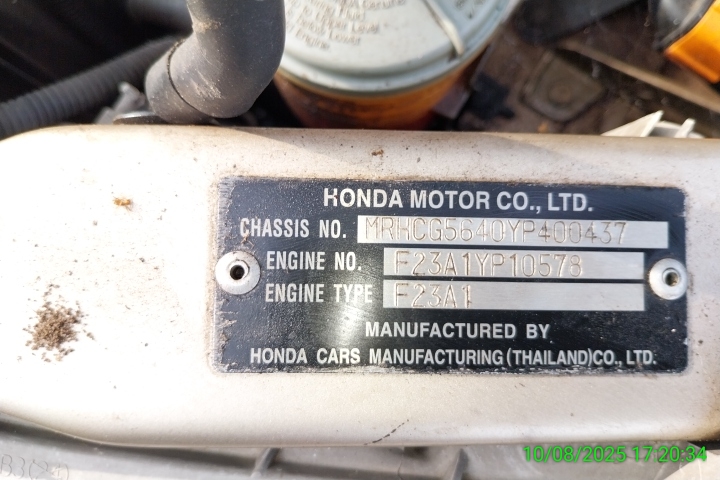 Engine
HONDA MOTOR CO., LTD.
CHASSIS NO. MRHCG5640YP400437
ENGINE NO. F23A1YP10578
ENGINE TYPE F23A1
MANUFACTURED BY
HONDA CARS MANUFACTURING (THAILAND)CO., LTD.
10/08/2025 17:20:34